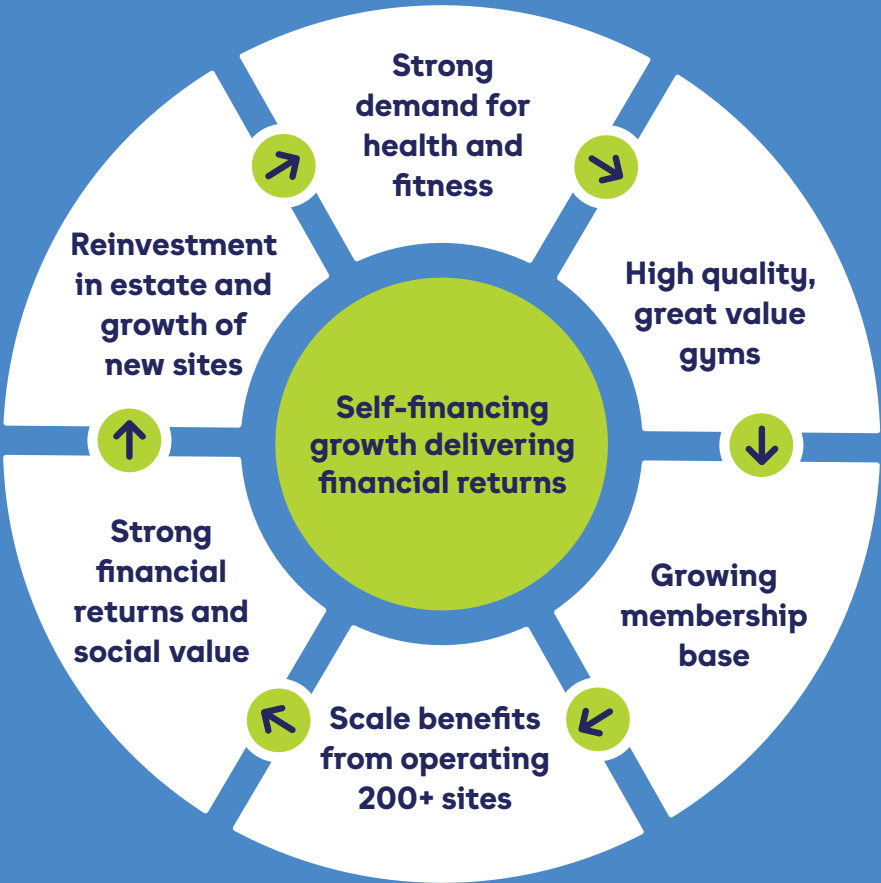 Strong
demand for
health and
fitness
High quality,
great value
gyms
Growing
membership
base
Scale benefits
from operating
200+ sites
Strong
financial
returns and
social value
Reinvestment
in estate and
growth of
new sites
Self-financing
growth delivering
financial returns